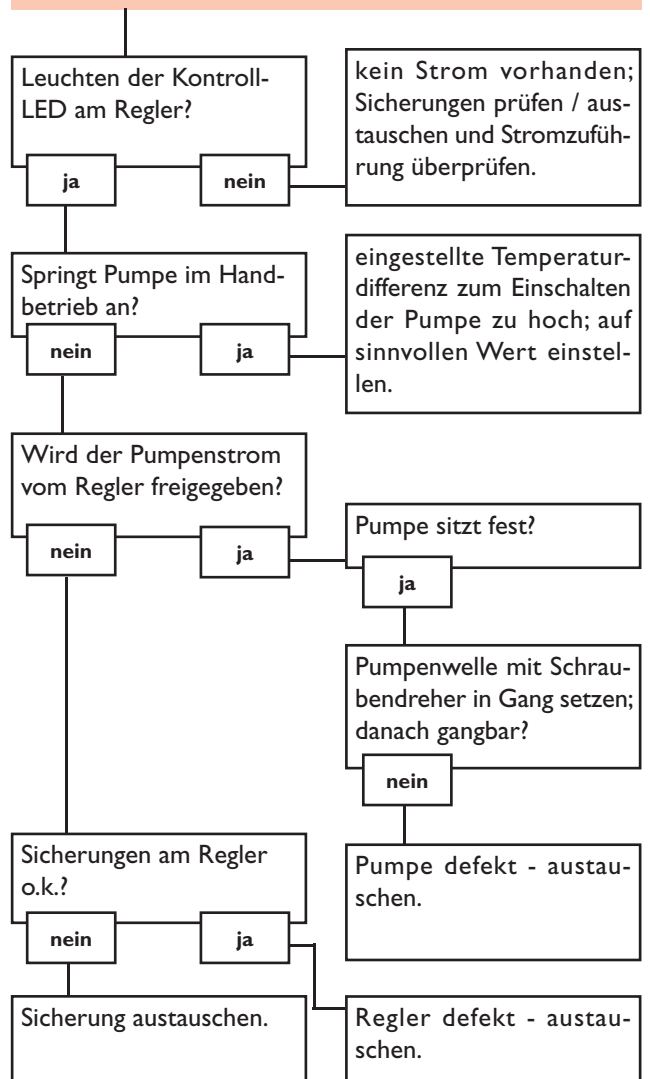 Leuchten der Kontroll-
LED am Regler?
ja
nein
kein Strom vorhanden;
Sicherungen prüfen / aus-
tauschen und Stromzufüh-
rung überprüfen.
Springt Pumpe im Hand-
betrieb an?
nein
ja
eingestellte Temperatur-
differenz zum Einschalten
der Pumpe zu hoch; auf
sinnvollen Wert einstel-
len.
Wird der Pumpenstrom
vom Regler freigegeben?
nein
ja
Pumpe sitzt fest?
ja
Pumpenwelle mit Schrau-
bendreher in Gang setzen;
danach gangbar?
nein
Pumpe defekt - austau-
schen.
Sicherungen am Regler
o.k.?
nein
ja
Sicherung austauschen.
Regler defekt - austau-
schen.